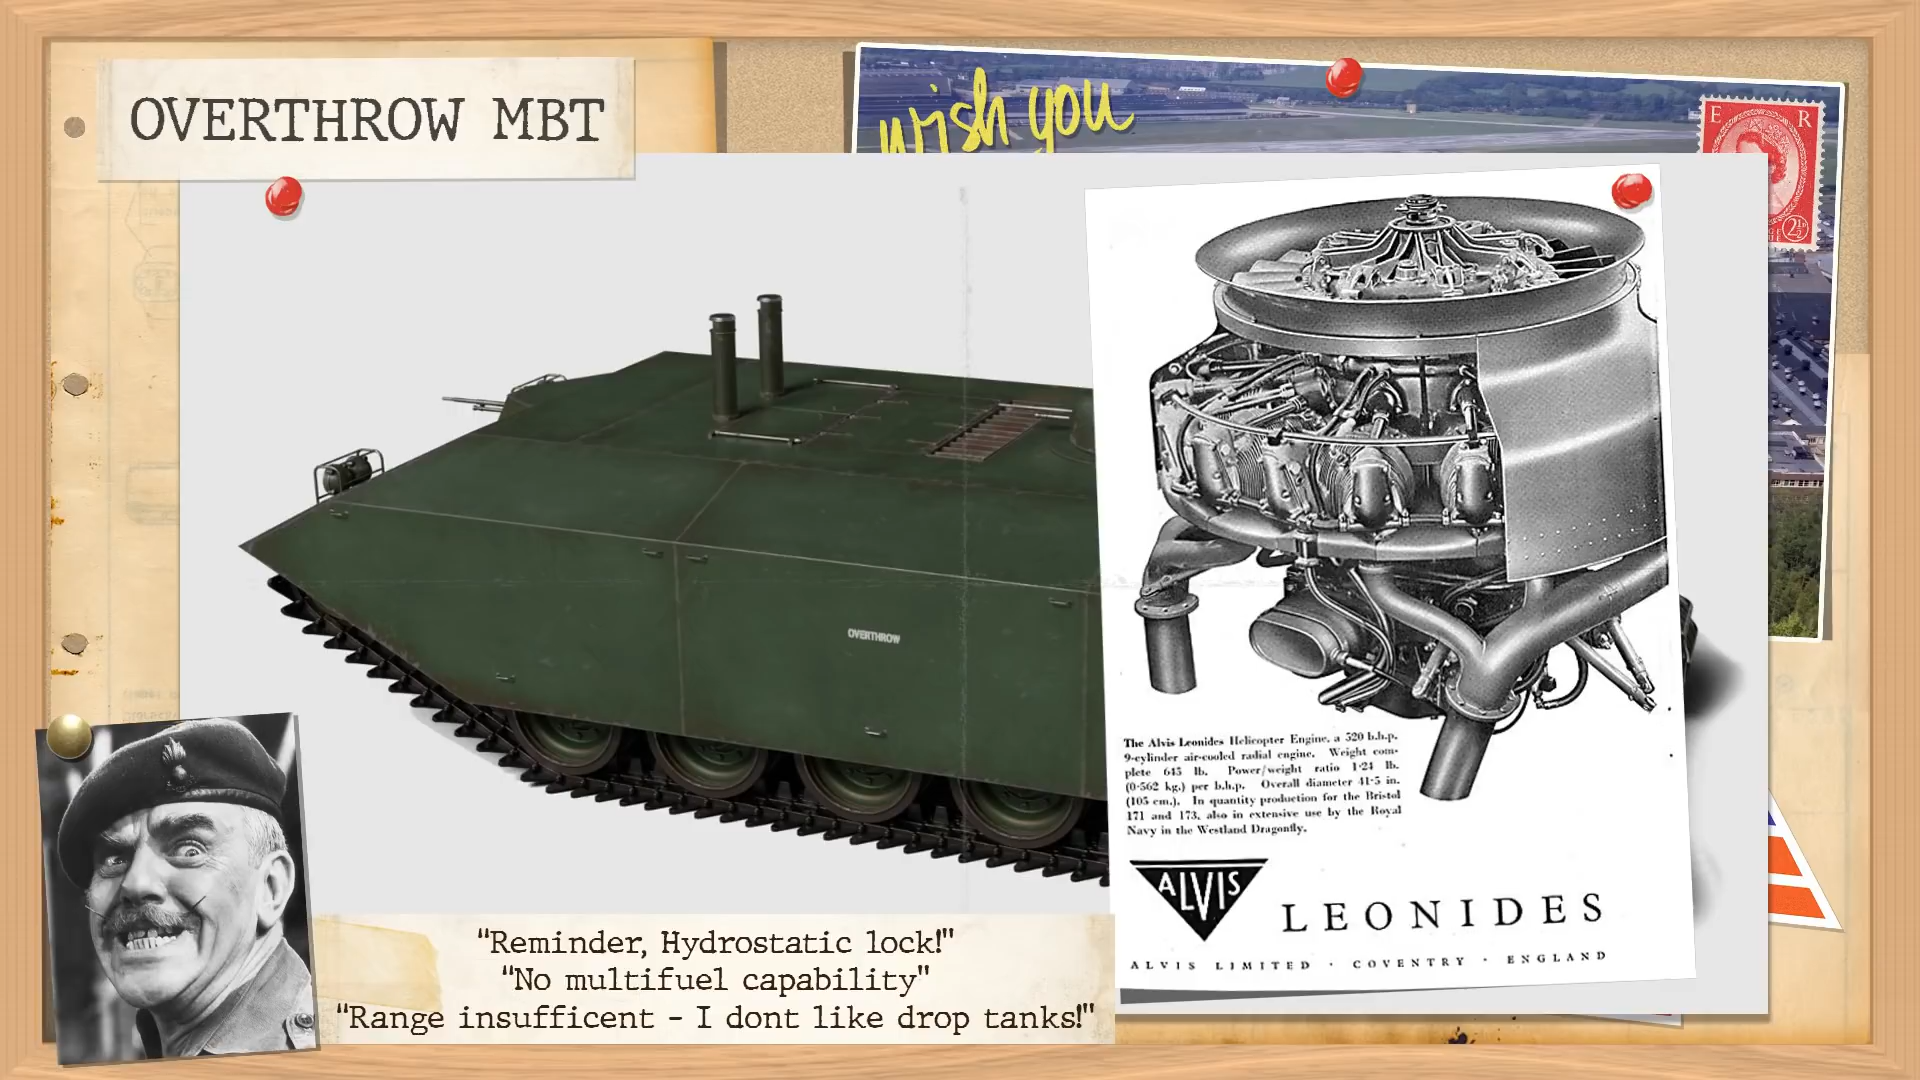 OVERTHROW MBT
wish you
E R
2½
OVERTHROW
The Alvis Leonides Helicopter Engine, a 520 b.h.p.
9-cylinder air-cooled radial engine. Weight com-
plete 645 lb. Power/weight ratio 1·24 lb.
(0·562 kg.) per b.h.p. Overall diameter 41·5 in.
(105 cm.). In quantity production for the Bristol
171 and 173, also in extensive use by the Royal
Navy in the Westland Dragonfly.
ALVIS
LEONIDES
ALVIS LIMITED · COVENTRY · ENGLAND
“Reminder, Hydrostatic lock!"
“No multifuel capability"
“Range insufficent - I dont like drop tanks!"